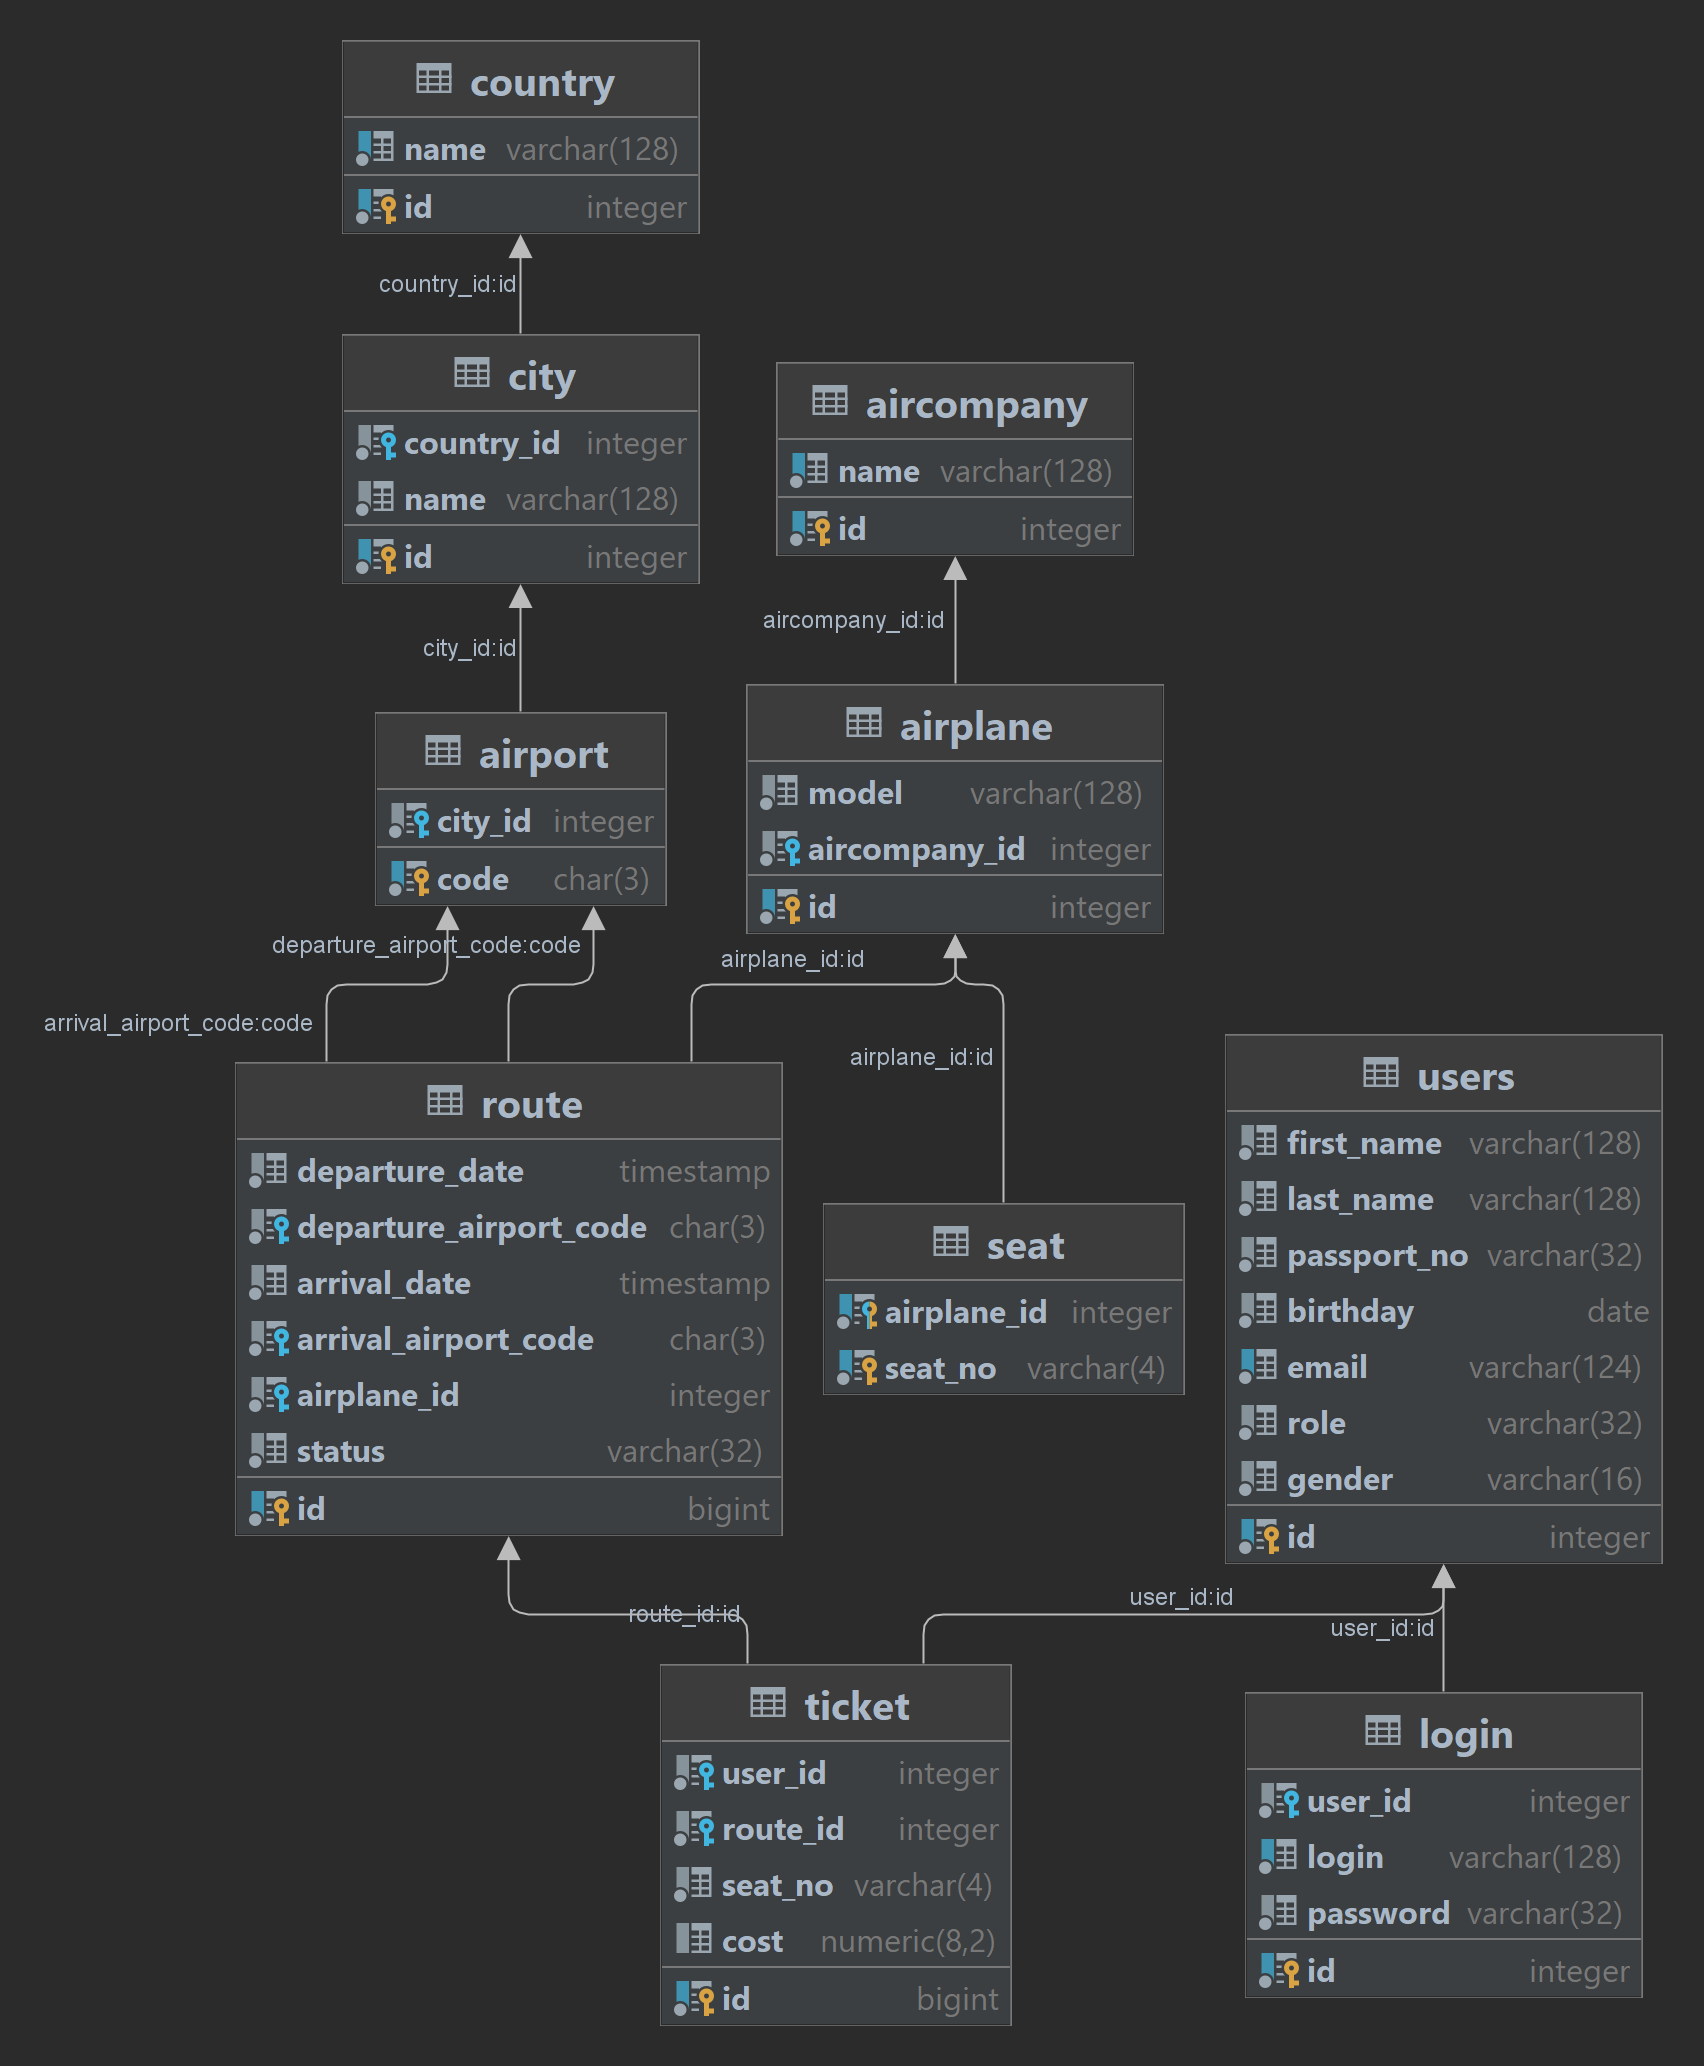 country
name varchar(128)
id integer
country_id:id
city
country_id integer
name varchar(128)
id integer
city_id:id
aircompany
name varchar(128)
id integer
aircompany_id:id
airport
city_id integer
code char(3)
airplane
model varchar(128)
aircompany_id integer
id integer
departure_airport_code:code
arrival_airport_code:code
airplane_id:id
airplane_id:id
route
departure_date timestamp
departure_airport_code char(3)
arrival_date timestamp
arrival_airport_code char(3)
airplane_id integer
status varchar(32)
id bigint
seat
airplane_id integer
seat_no varchar(4)
users
first_name varchar(128)
last_name varchar(128)
passport_no varchar(32)
birthday date
email varchar(124)
role varchar(32)
gender varchar(16)
id integer
route_id:id
user_id:id
user_id:id
ticket
user_id integer
route_id integer
seat_no varchar(4)
cost numeric(8,2)
id bigint
login
user_id integer
login varchar(128)
password varchar(32)
id integer